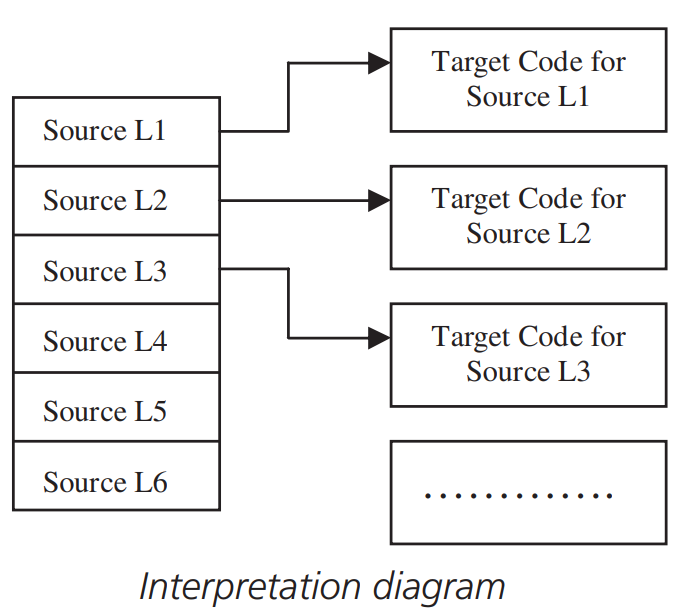 Source L1
Source L2
Source L3
Source L4
Source L5
Source L6
Target Code for
Source L1
Target Code for
Source L2
Target Code for
Source L3
.............
Interpretation diagram